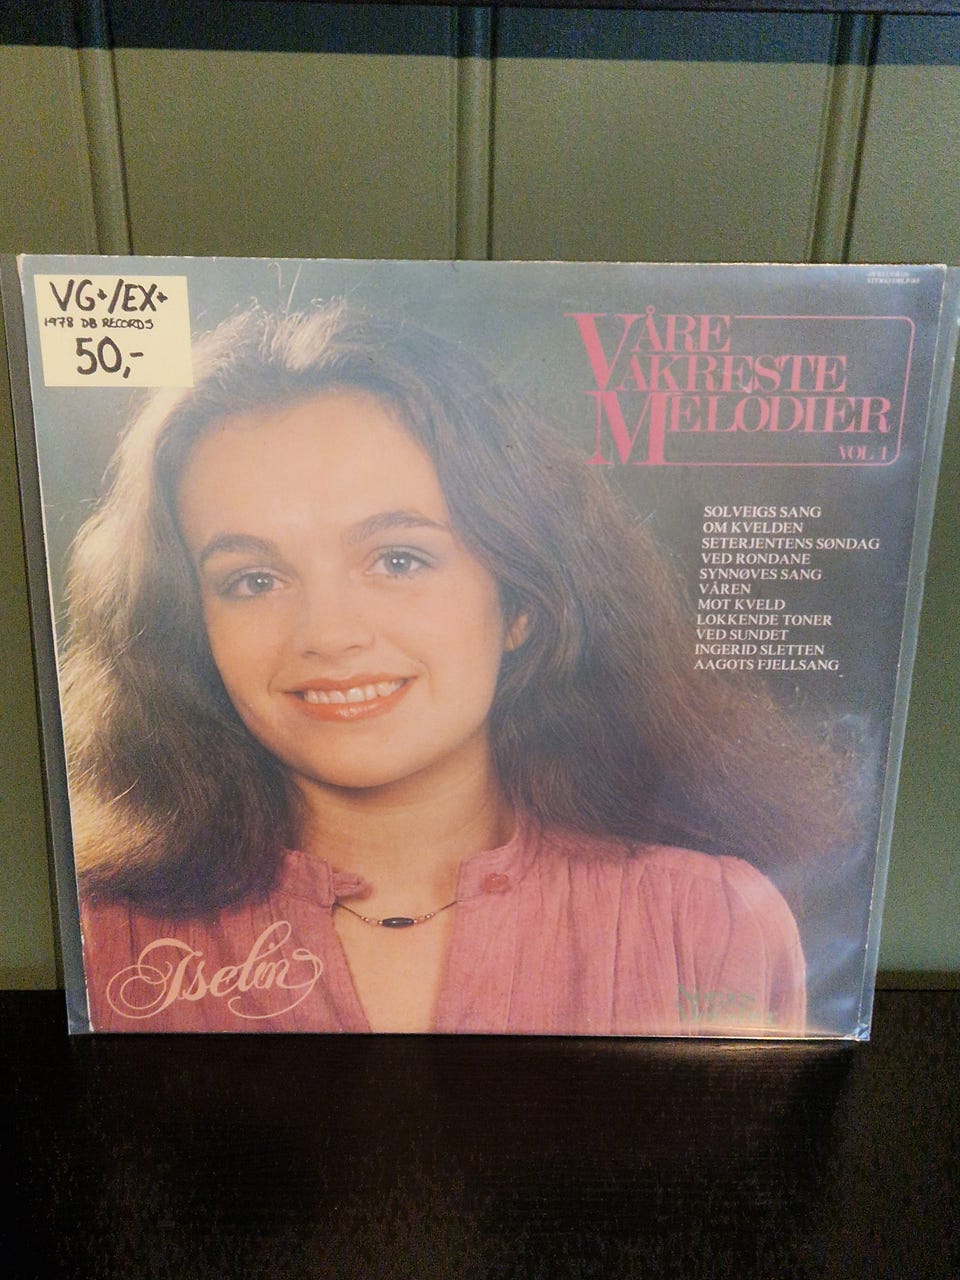 VG+/EX+
1978 DB RECORDS
50,-
VÅRE
VAKRESTE
MELODIER
VOL 1
SOLVEIGS SANG
OM KVELDEN
SETERJENTENS SØNDAG
VED RONDANE
SYNNØVES SANG
VÅREN
MOT KVELD
LOKKENDE TONER
VED SUNDET
INGERID SLETTEN
AAGOTS FJELLSANG
Iselin